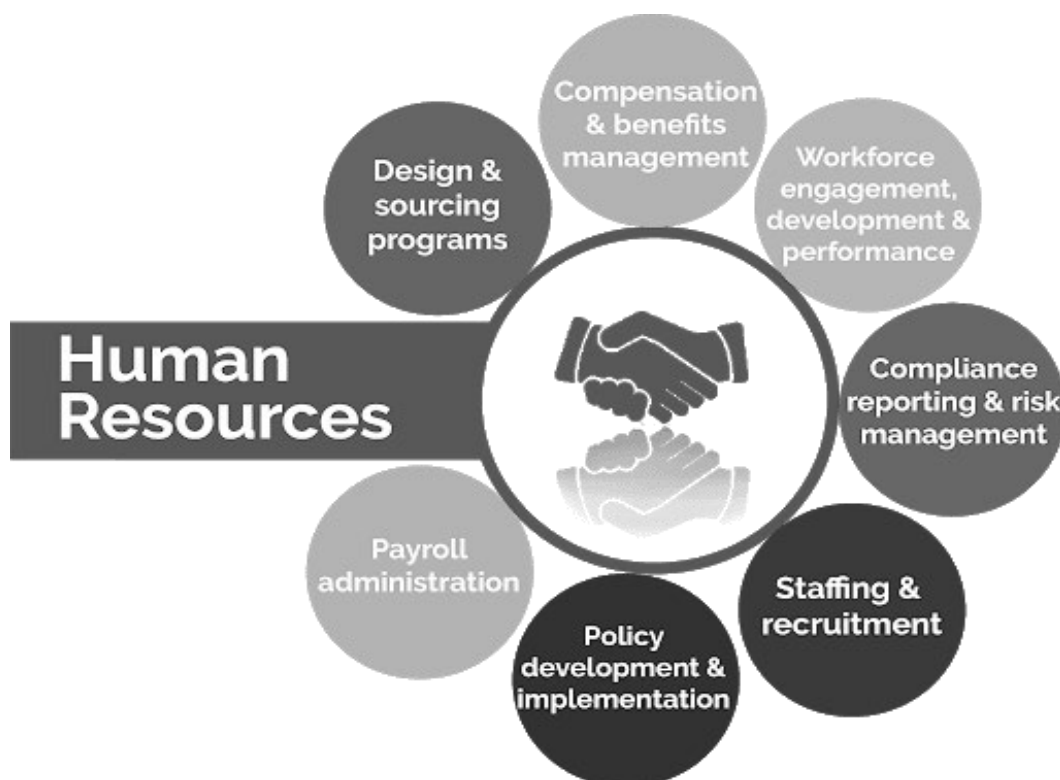 Human
Resources
Design &
sourcing
programs
Compensation
& benefits
management
Workforce
engagement,
development &
performance
Compliance
reporting & risk
management
Staffing &
recruitment
Policy
development &
implementation
Payroll
administration